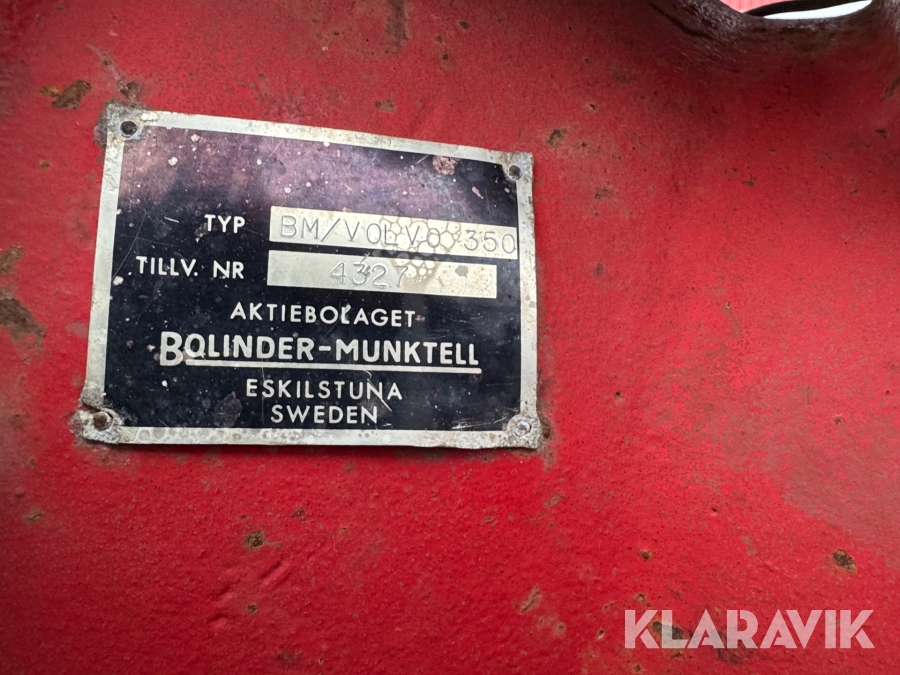 TYP BM/VOLVO 350
TILLV. NR 4327
AKTIEBOLAGET
BOLINDER-MUNKTELL
ESKILSTUNA
SWEDEN
KLARAVIK